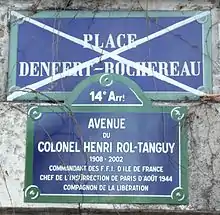 PLACE
DENFERT-ROCHEREAU
14e Arrt
AVENUE
DU
COLONEL HENRI ROL-TANGUY
1908 - 2002
COMMANDANT DES F.F.I. D'ILE DE FRANCE
CHEF DE L'INSURRECTION DE PARIS D'AOÛT 1944
COMPAGNON DE LA LIBÉRATION